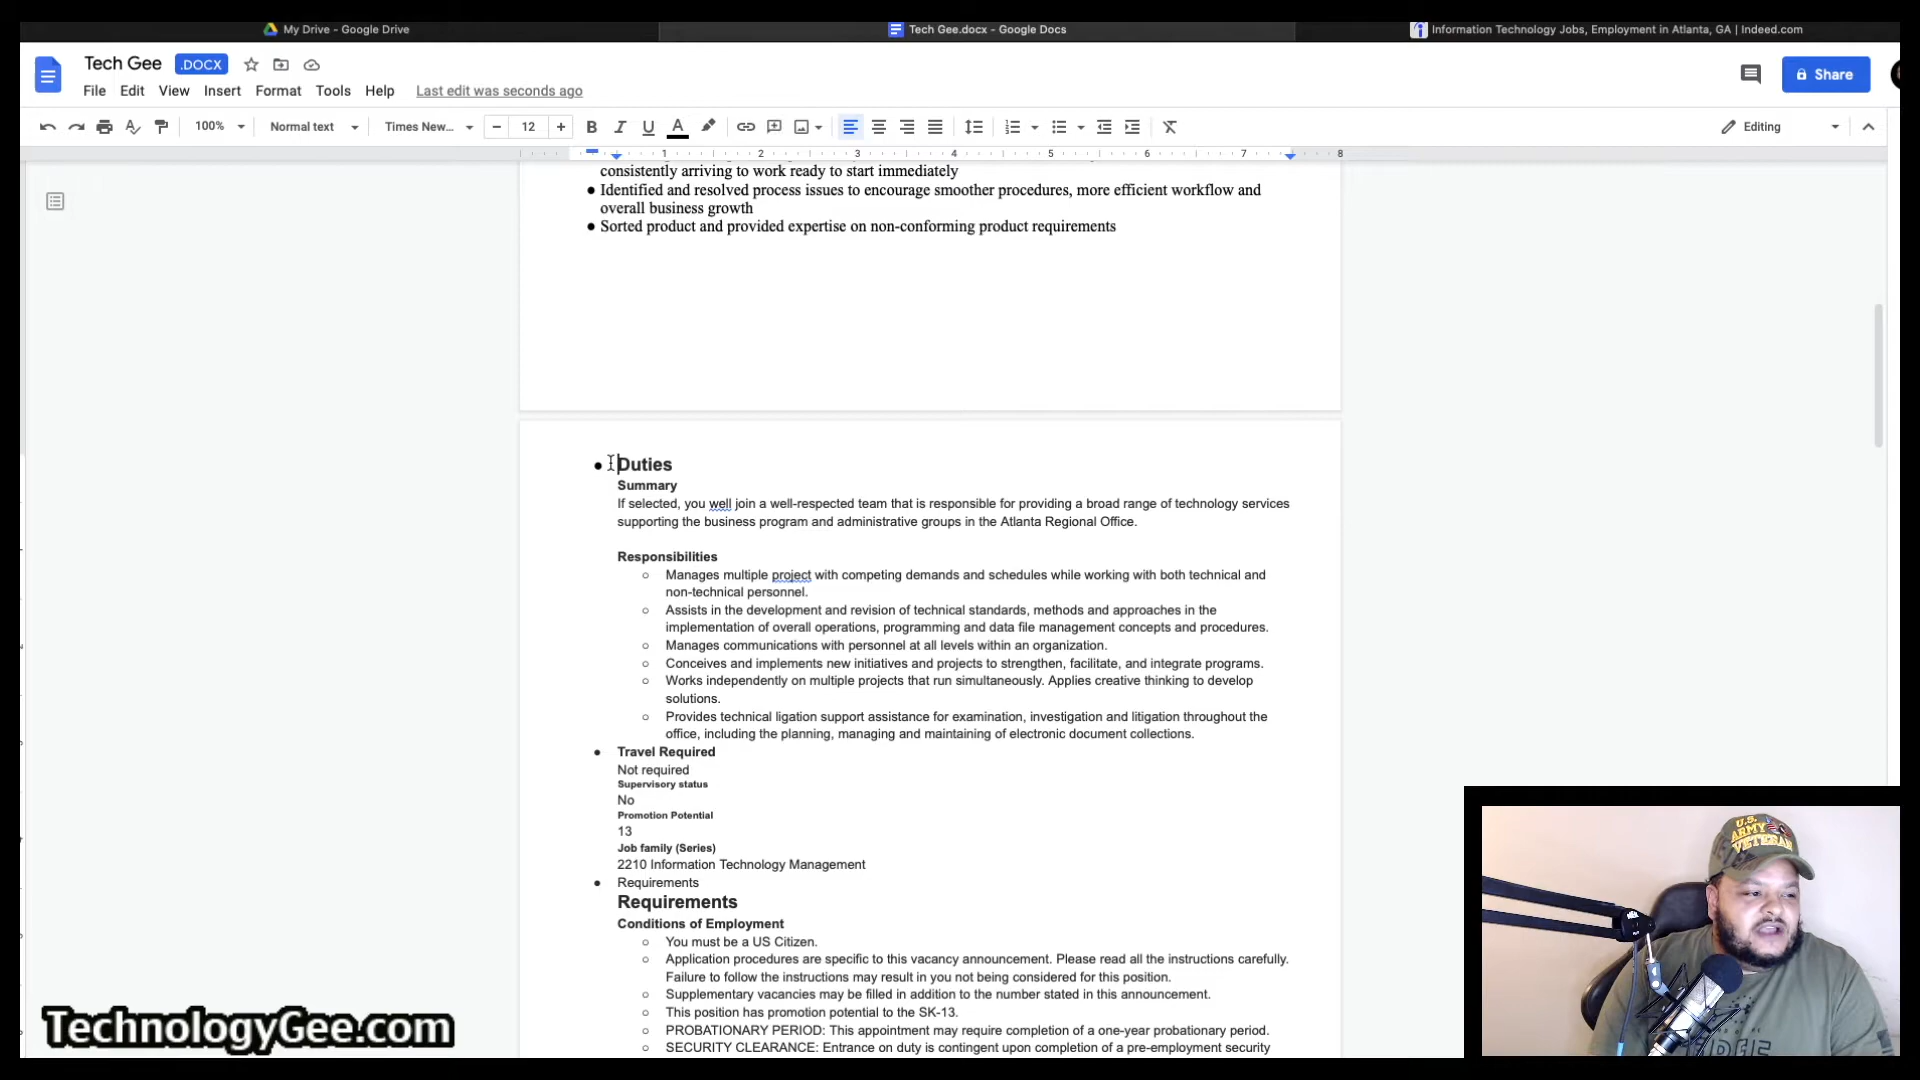 My Drive - Google Drive
Tech Gee.docx - Google Docs
Information Technology Jobs, Employment in Atlanta, GA | Indeed.com
Tech Gee .DOCX
Share
File Edit View Insert Format Tools Help Last edit was seconds ago
100% Normal text Times New... 12 B I U A Editing
1 2 3 4 5 6 7 8
consistently arriving to work ready to start immediately
● Identified and resolved process issues to encourage smoother procedures, more efficient workflow and
overall business growth
● Sorted product and provided expertise on non-conforming product requirements
● Duties
Summary
If selected, you well join a well-respected team that is responsible for providing a broad range of technology services
supporting the business program and administrative groups in the Atlanta Regional Office.
Responsibilities
○ Manages multiple project with competing demands and schedules while working with both technical and
non-technical personnel.
○ Assists in the development and revision of technical standards, methods and approaches in the
implementation of overall operations, programming and data file management concepts and procedures.
○ Manages communications with personnel at all levels within an organization.
○ Conceives and implements new initiatives and projects to strengthen, facilitate, and integrate programs.
○ Works independently on multiple projects that run simultaneously. Applies creative thinking to develop
solutions.
○ Provides technical ligation support assistance for examination, investigation and litigation throughout the
office, including the planning, managing and maintaining of electronic document collections.
● Travel Required
Not required
Supervisory status
No
Promotion Potential
13
Job family (Series)
2210 Information Technology Management
● Requirements
Requirements
Conditions of Employment
○ You must be a US Citizen.
○ Application procedures are specific to this vacancy announcement. Please read all the instructions carefully.
Failure to follow the instructions may result in you not being considered for this position.
○ Supplementary vacancies may be filled in addition to the number stated in this announcement.
○ This position has promotion potential to the SK-13.
○ PROBATIONARY PERIOD: This appointment may require completion of a one-year probationary period.
○ SECURITY CLEARANCE: Entrance on duty is contingent upon completion of a pre-employment security
U.S.
ARMY
VETERAN
TechnologyGee.com